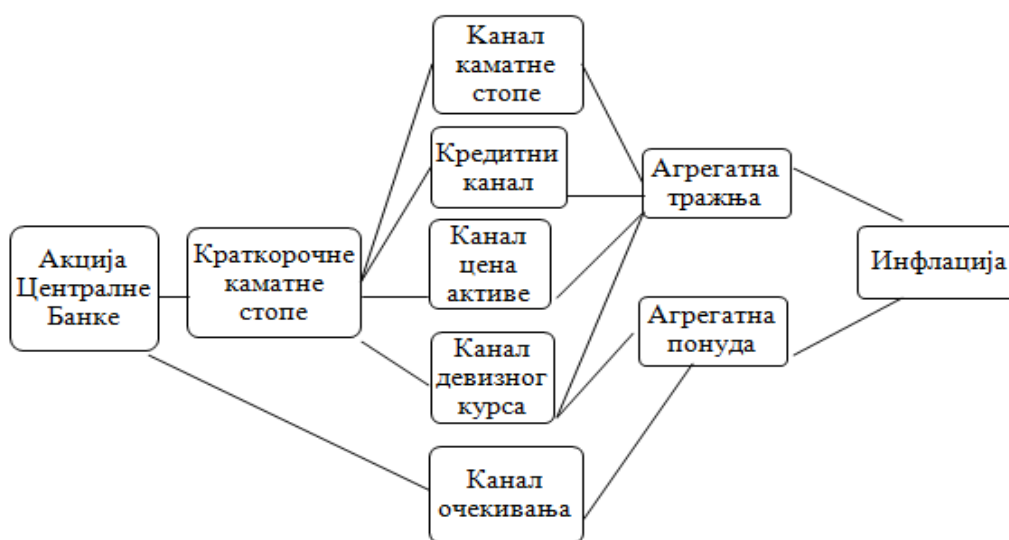 Акција
Централне
Банке
Краткорочне
каматне
стопе
Канал
каматне
стопе
Кредитни
канал
Канал
цена
активе
Канал
девизног
курса
Канал
очекивања
Агрегатна
тражња
Агрегатна
понуда
Инфлација